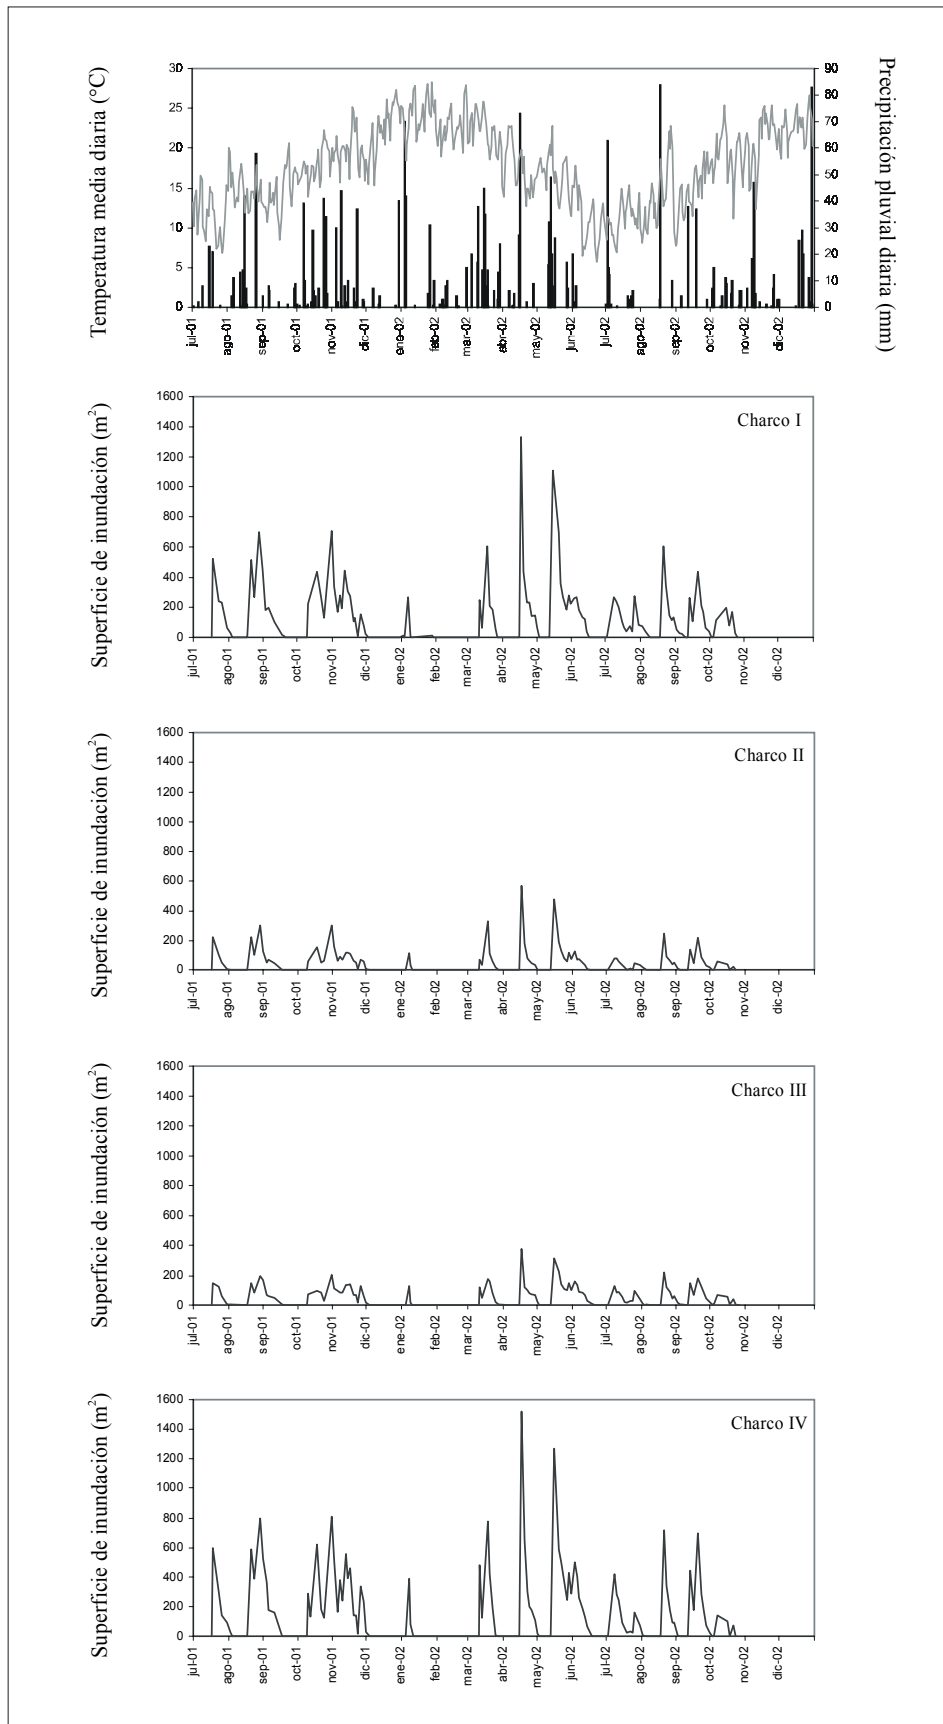 Temperatura media diaria (°C)
30
25
20
15
10
5
0
Precipitación pluvial diaria (mm)
90
80
70
60
50
40
30
20
10
0
jul-01
ago-01
sep-01
oct-01
nov-01
dic-01
ene-02
feb-02
mar-02
abr-02
may-02
jun-02
jul-02
ago-02
sep-02
oct-02
nov-02
dic-02
Superficie de inundación (m²)
Charco I
1600
1400
1200
1000
800
600
400
200
0
jul-01
ago-01
sep-01
oct-01
nov-01
dic-01
ene-02
feb-02
mar-02
abr-02
may-02
jun-02
jul-02
ago-02
sep-02
oct-02
nov-02
dic-02
Superficie de inundación (m²)
Charco II
1600
1400
1200
1000
800
600
400
200
0
jul-01
ago-01
sep-01
oct-01
nov-01
dic-01
ene-02
feb-02
mar-02
abr-02
may-02
jun-02
jul-02
ago-02
sep-02
oct-02
nov-02
dic-02
Superficie de inundación (m²)
Charco III
1600
1400
1200
1000
800
600
400
200
0
jul-01
ago-01
sep-01
oct-01
nov-01
dic-01
ene-02
feb-02
mar-02
abr-02
may-02
jun-02
jul-02
ago-02
sep-02
oct-02
nov-02
dic-02
Superficie de inundación (m²)
Charco IV
1600
1400
1200
1000
800
600
400
200
0
jul-01
ago-01
sep-01
oct-01
nov-01
dic-01
ene-02
feb-02
mar-02
abr-02
may-02
jun-02
jul-02
ago-02
sep-02
oct-02
nov-02
dic-02